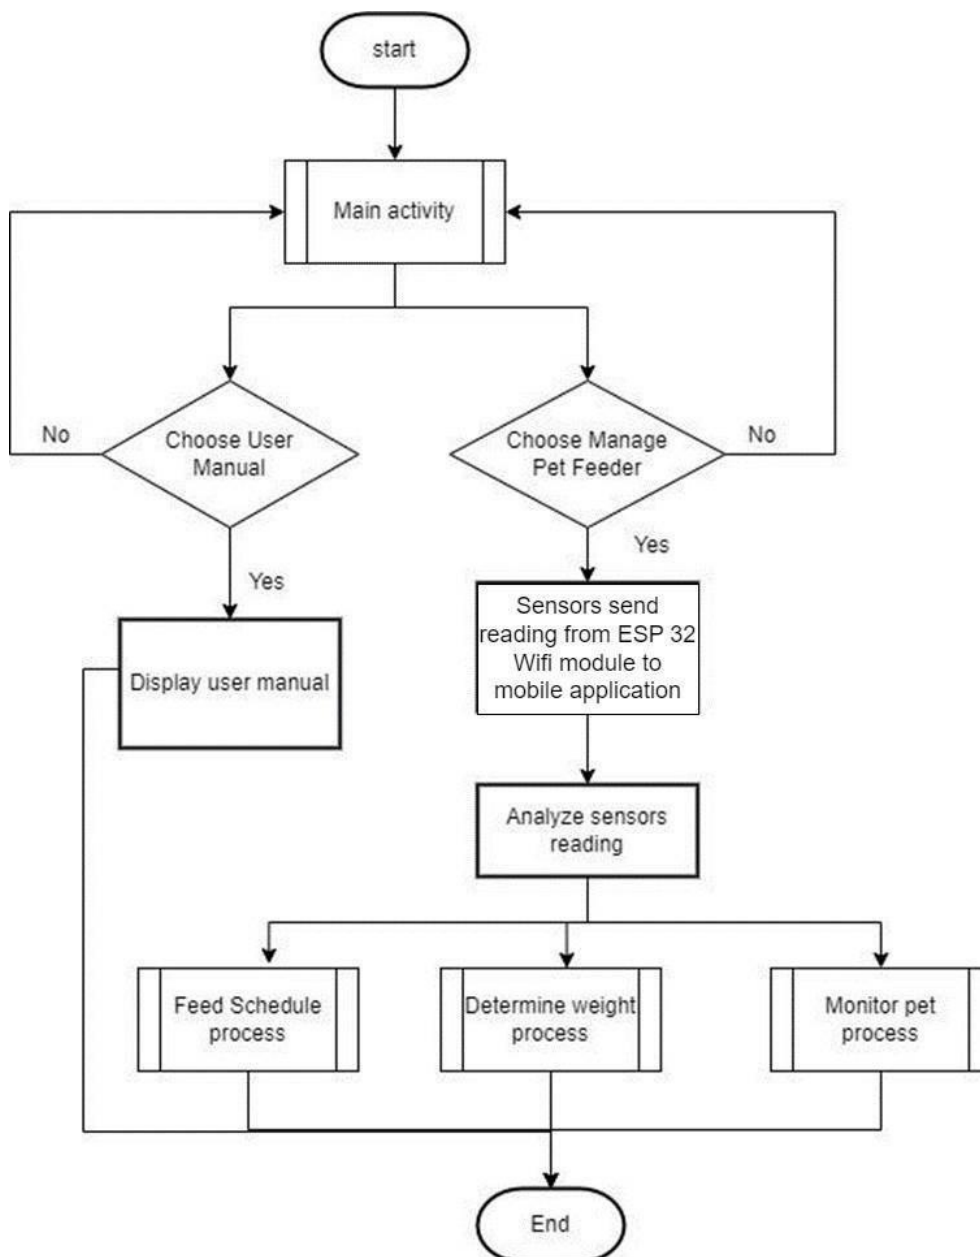 start
Main activity
Choose User
Manual
Choose Manage
Pet Feeder
No
No
Yes
Yes
Sensors send
reading from ESP 32
Wifi module to
mobile application
Display user manual
Analyze sensors
reading
Feed Schedule
process
Determine weight
process
Monitor pet
process
End